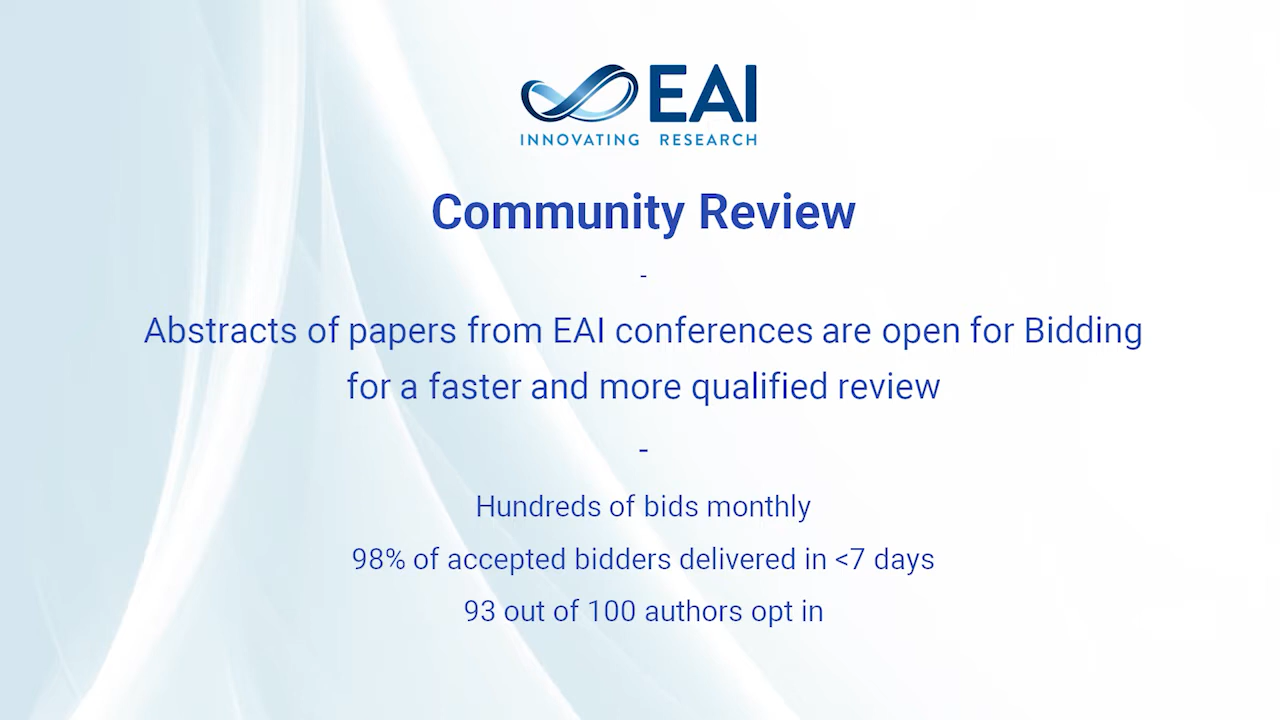 EAI
INNOVATING RESEARCH
Community Review
-
Abstracts of papers from EAI conferences are open for Bidding
for a faster and more qualified review
-
Hundreds of bids monthly
98% of accepted bidders delivered in <7 days
93 out of 100 authors opt in